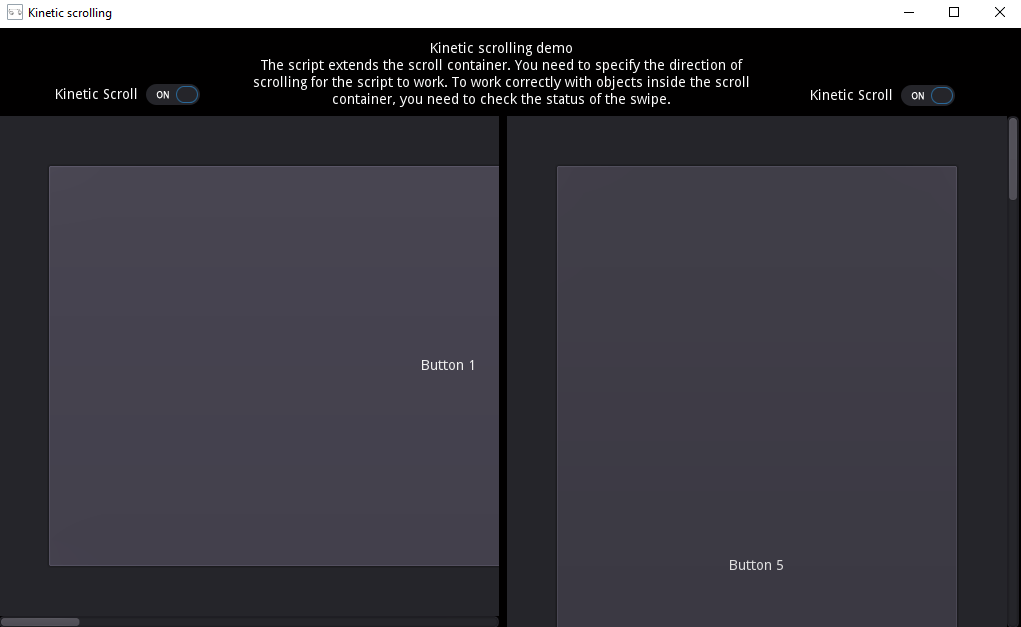 Kinetic scrolling
Kinetic scrolling demo
The script extends the scroll container. You need to specify the direction of
scrolling for the script to work. To work correctly with objects inside the scroll
container, you need to check the status of the swipe.
Kinetic Scroll ON
Kinetic Scroll ON
Button 1
Button 5